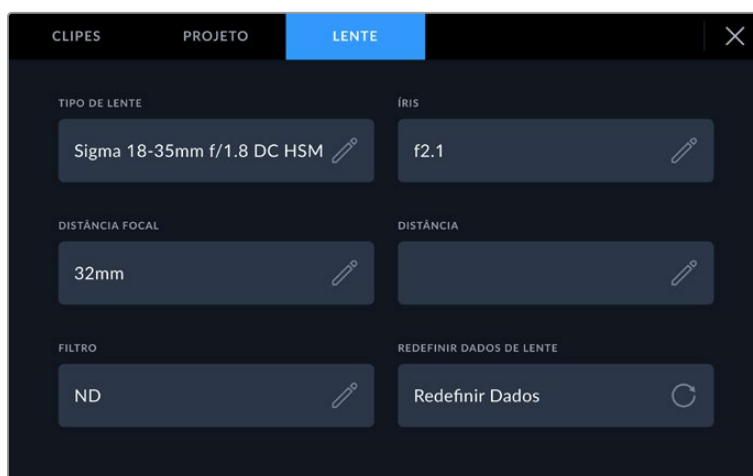 CLIPES PROJETO LENTE
TIPO DE LENTE ÍRIS
Sigma 18-35mm f/1.8 DC HSM f2.1
DISTÂNCIA FOCAL DISTÂNCIA
32mm
FILTRO REDEFINIR DADOS DE LENTE
ND Redefinir Dados